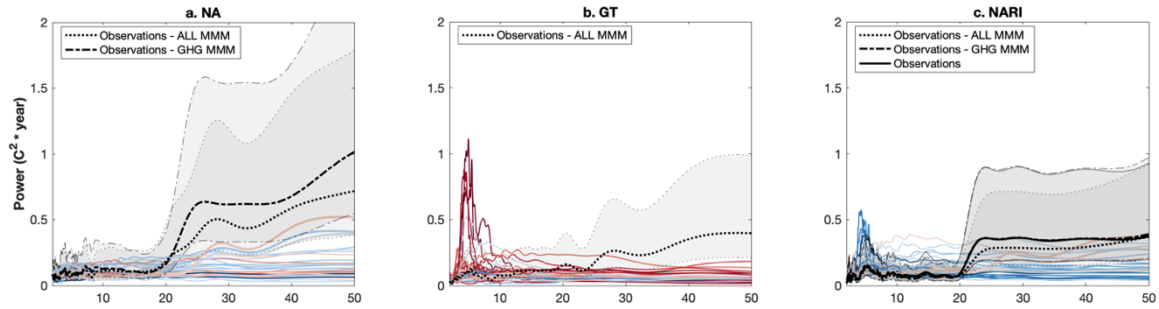 a. NA
b. GT
c. NARI
Observations - ALL MMM
Observations - GHG MMM
Observations - ALL MMM
Observations - ALL MMM
Observations - GHG MMM
Observations
Power (C² * year)
2
1.5
1
0.5
0
10 20 30 40 50
2
1.5
1
0.5
0
10 20 30 40 50
2
1.5
1
0.5
0
10 20 30 40 50